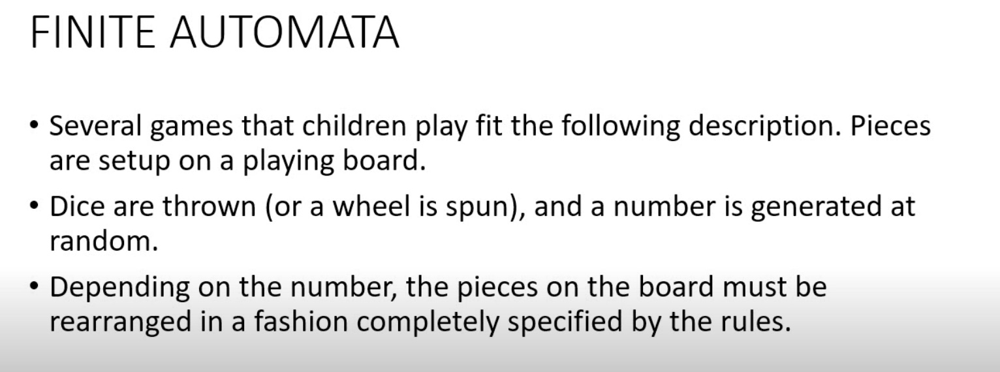 FINITE AUTOMATA
• Several games that children play fit the following description. Pieces
are setup on a playing board.
• Dice are thrown (or a wheel is spun), and a number is generated at
random.
• Depending on the number, the pieces on the board must be
rearranged in a fashion completely specified by the rules.